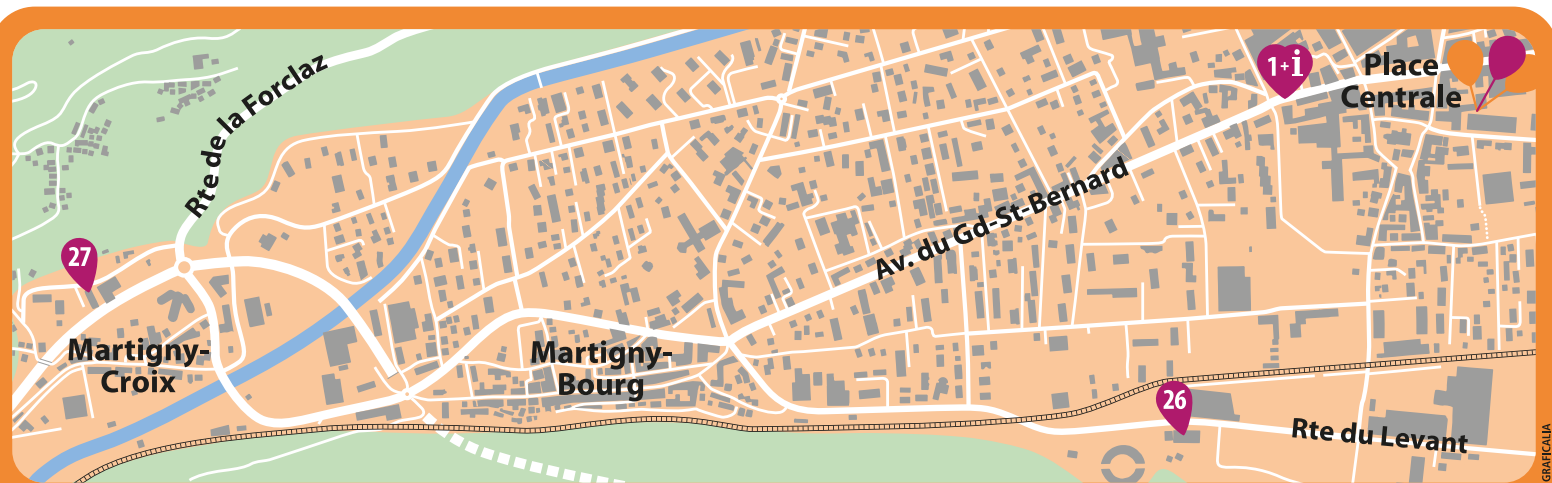 Rte de la Forclaz
1+i
Place
Centrale
27
Av. du Gd-St-Bernard
Martigny-
Croix
Martigny-
Bourg
26
Rte du Levant
GRAFICALIA